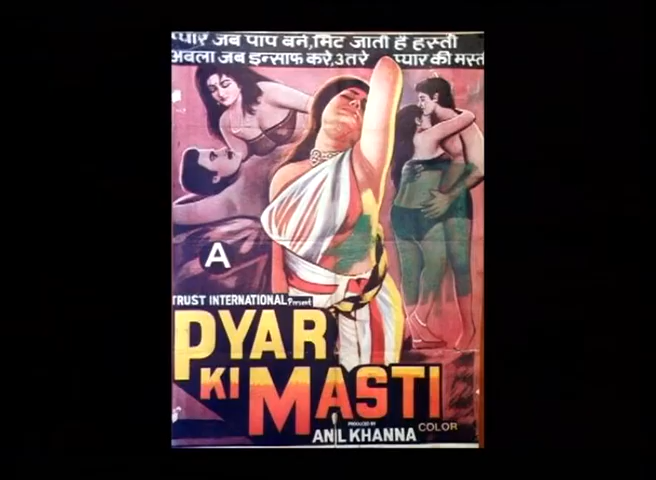 प्यार जब पाप बने,मिट जाती है हस्ती
अबला जब इन्साफ करे,उतरे प्यार की मस्ती
A
TRUST INTERNATIONAL Present
PYAR
KI MASTI
PRODUCED BY
ANIL KHANNA
COLOR